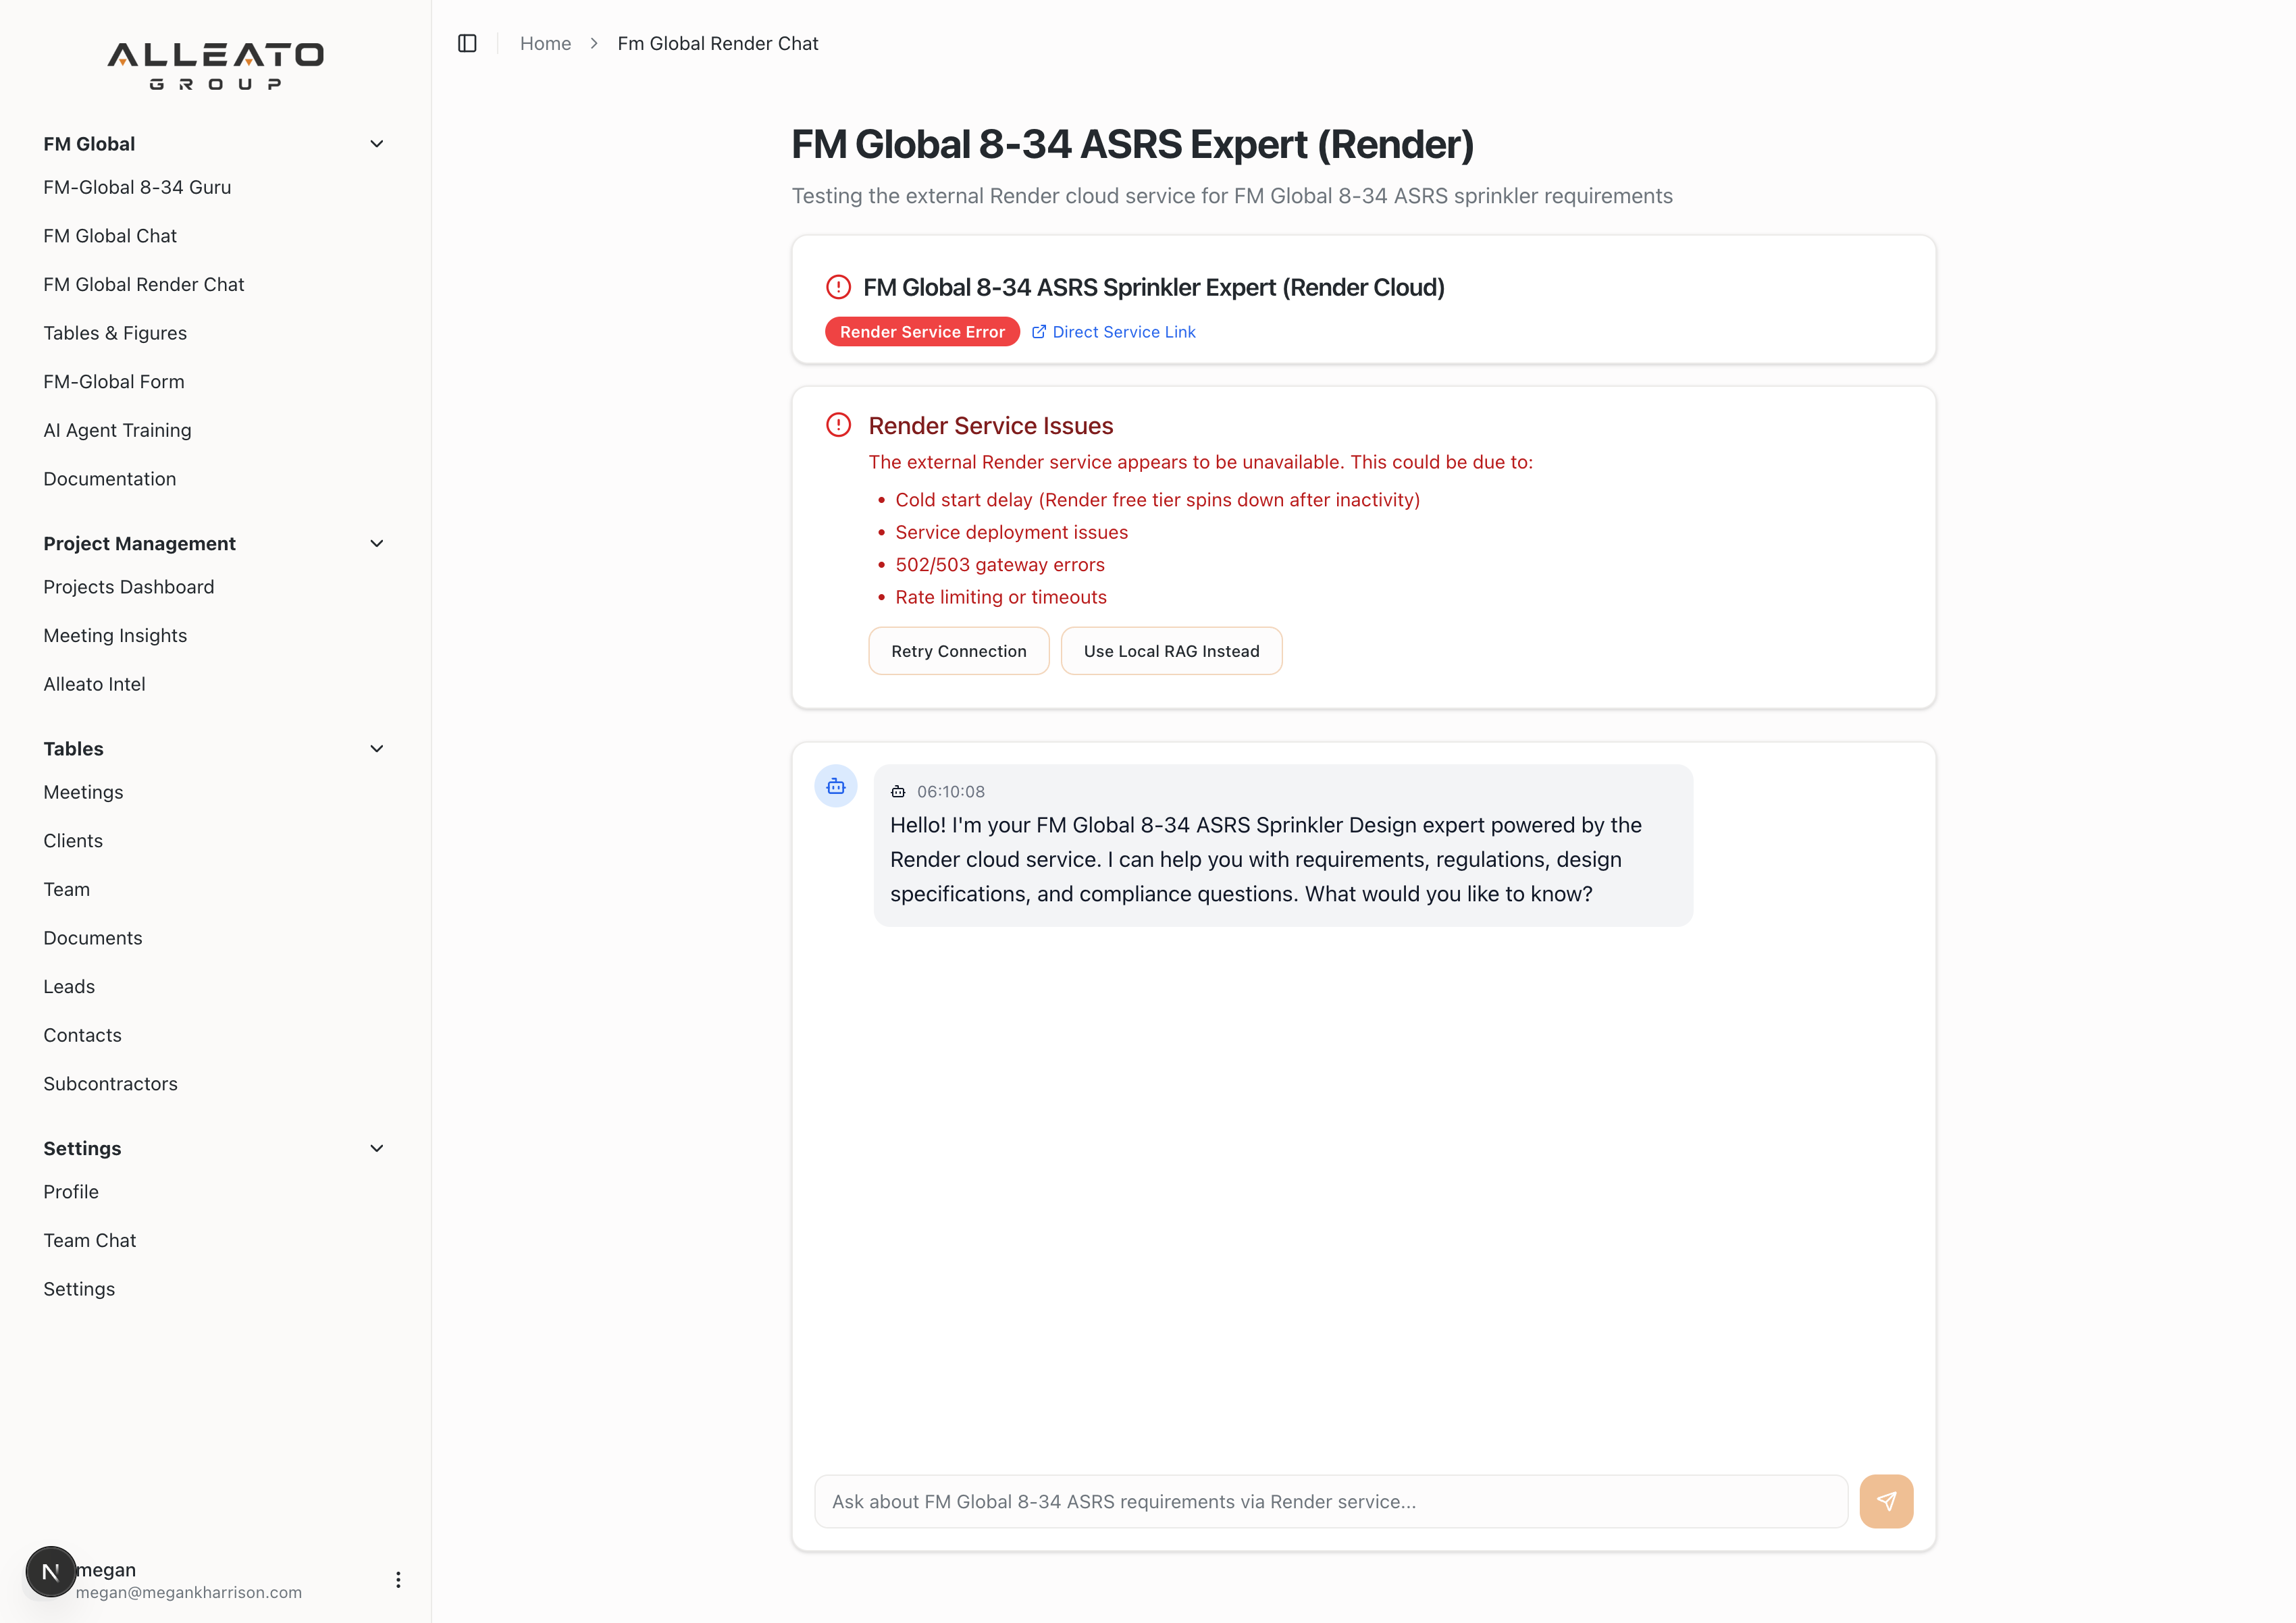 ALLEATO
GROUP
FM Global
FM-Global 8-34 Guru
FM Global Chat
FM Global Render Chat
Tables & Figures
FM-Global Form
AI Agent Training
Documentation
Project Management
Projects Dashboard
Meeting Insights
Alleato Intel
Tables
Meetings
Clients
Team
Documents
Leads
Contacts
Subcontractors
Settings
Profile
Team Chat
Settings
N
megan
megan@megankharrison.com
Home > Fm Global Render Chat
FM Global 8-34 ASRS Expert (Render)
Testing the external Render cloud service for FM Global 8-34 ASRS sprinkler requirements
FM Global 8-34 ASRS Sprinkler Expert (Render Cloud)
Render Service Error Direct Service Link
Render Service Issues
The external Render service appears to be unavailable. This could be due to:
• Cold start delay (Render free tier spins down after inactivity)
• Service deployment issues
• 502/503 gateway errors
• Rate limiting or timeouts
Retry Connection Use Local RAG Instead
06:10:08
Hello! I'm your FM Global 8-34 ASRS Sprinkler Design expert powered by the
Render cloud service. I can help you with requirements, regulations, design
specifications, and compliance questions. What would you like to know?
Ask about FM Global 8-34 ASRS requirements via Render service...